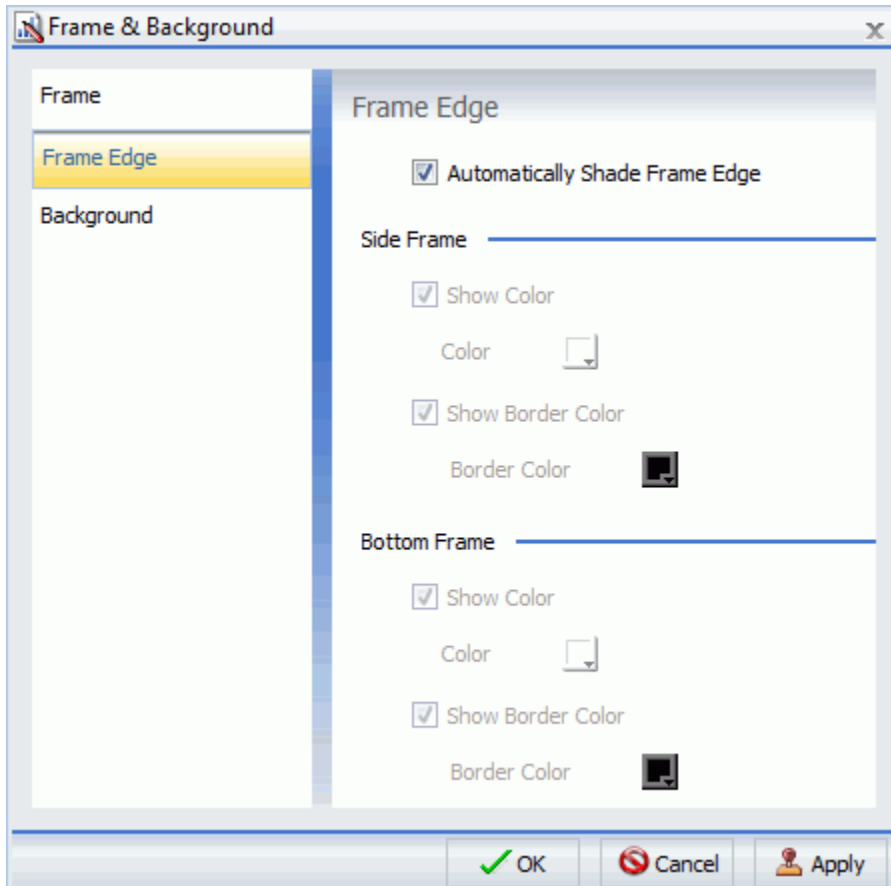 Frame & Background
Frame
Frame Edge
Background
Frame Edge
Automatically Shade Frame Edge
Side Frame
Show Color
Color
Show Border Color
Border Color
Bottom Frame
Show Color
Color
Show Border Color
Border Color
OK
Cancel
Apply